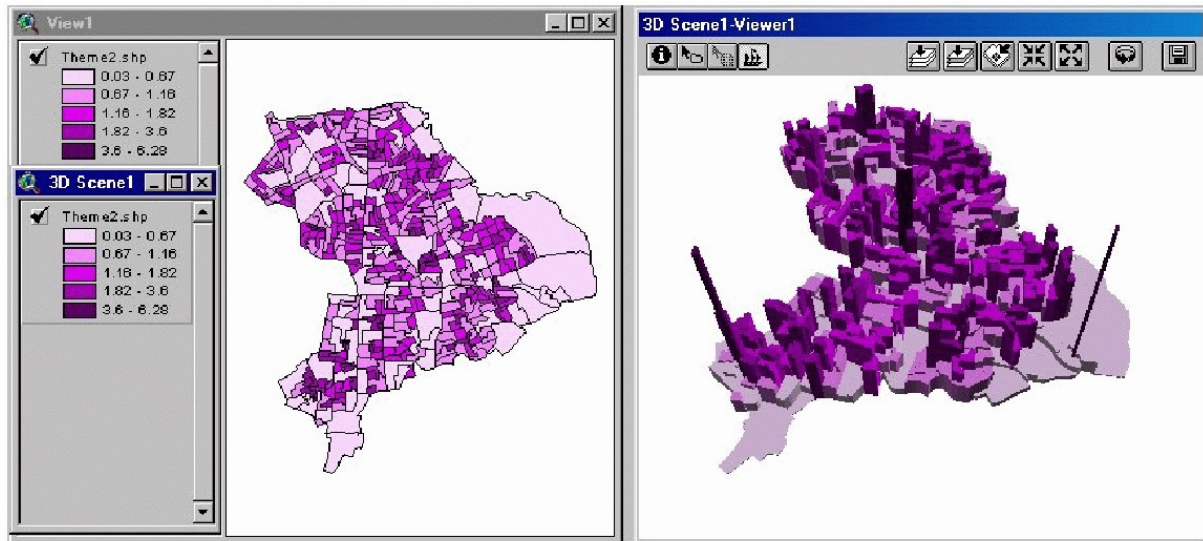 View1
Theme2.shp
0.03 - 0.67
0.67 - 1.16
1.16 - 1.82
1.82 - 3.6
3.6 - 6.28
3D Scene1
Theme2.shp
0.03 - 0.67
0.67 - 1.16
1.16 - 1.82
1.82 - 3.6
3.6 - 6.28
3D Scene1-Viewer1